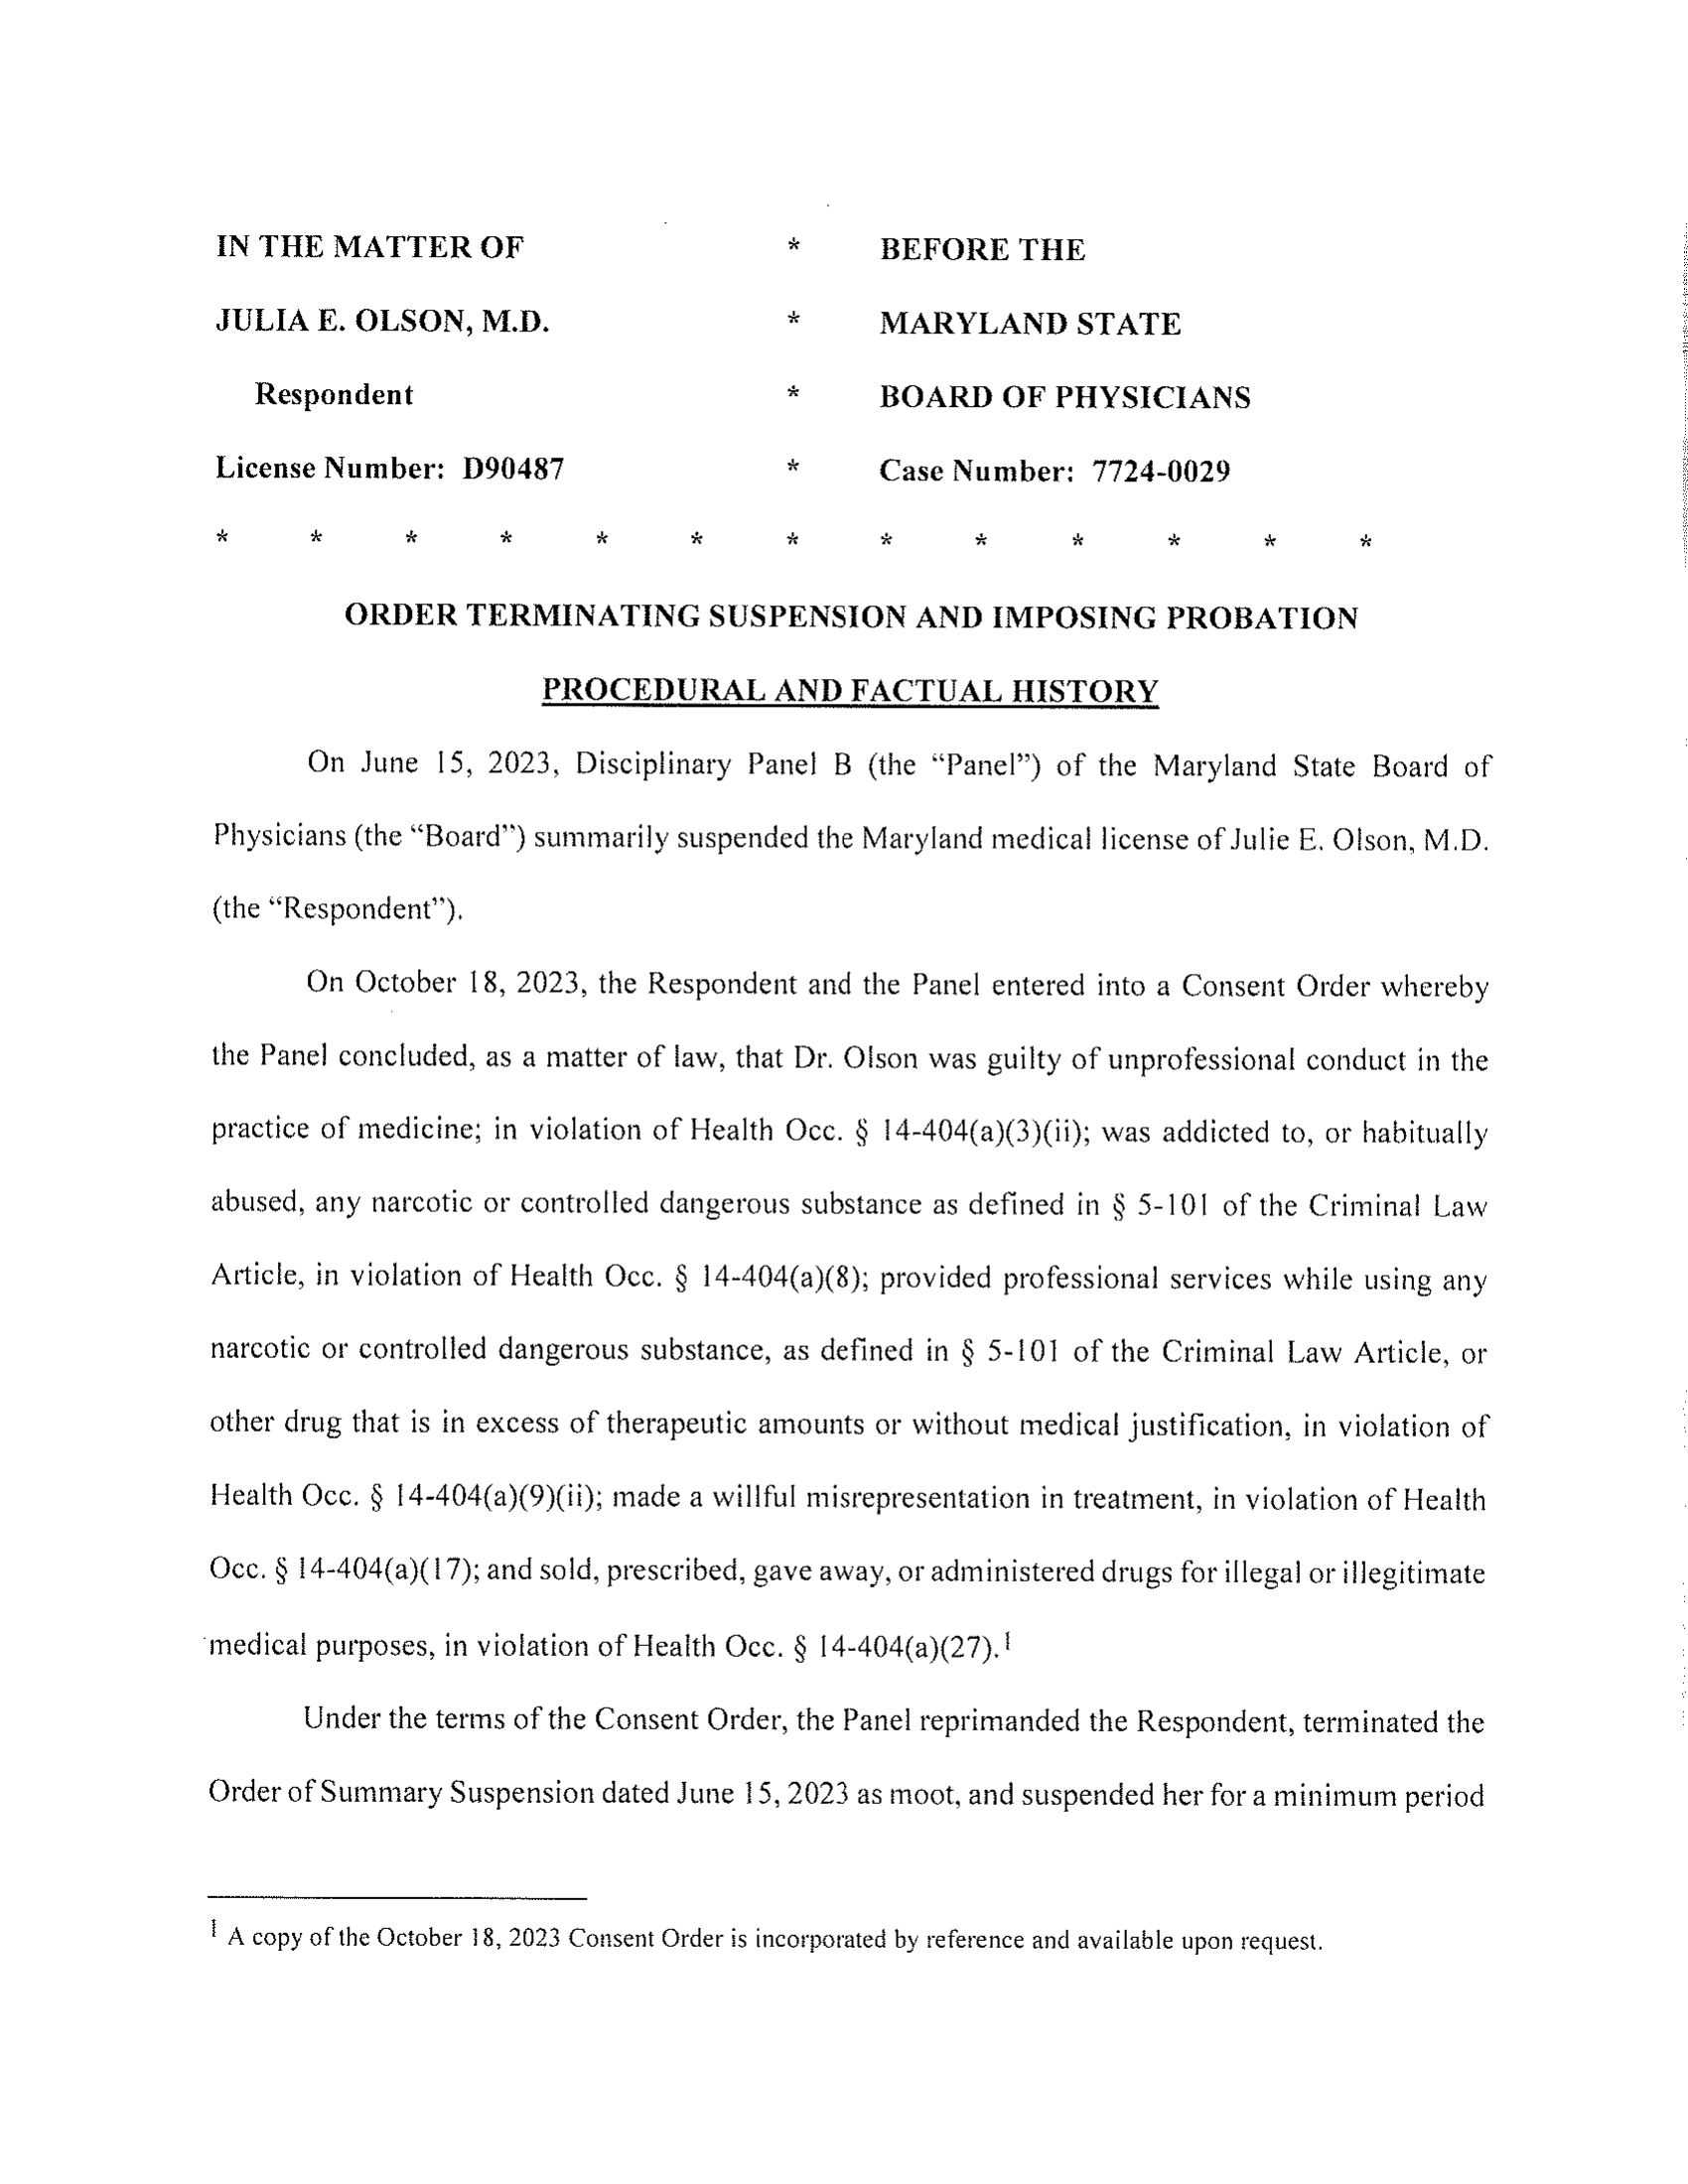 IN THE MATTER OF * BEFORE THE
JULIA E. OLSON, M.D. * MARYLAND STATE
Respondent * BOARD OF PHYSICIANS
License Number: D90487 * Case Number: 7724-0029
* * * * * * * * * * * * *
ORDER TERMINATING SUSPENSION AND IMPOSING PROBATION
PROCEDURAL AND FACTUAL HISTORY
On June 15, 2023, Disciplinary Panel B (the “Panel”) of the Maryland State Board of
Physicians (the “Board”) summarily suspended the Maryland medical license of Julie E. Olson, M.D.
(the “Respondent”).
On October 18, 2023, the Respondent and the Panel entered into a Consent Order whereby
the Panel concluded, as a matter of law, that Dr. Olson was guilty of unprofessional conduct in the
practice of medicine; in violation of Health Occ. § 14-404(a)(3)(ii); was addicted to, or habitually
abused, any narcotic or controlled dangerous substance as defined in § 5-101 of the Criminal Law
Article, in violation of Health Occ. § 14-404(a)(8); provided professional services while using any
narcotic or controlled dangerous substance, as defined in § 5-101 of the Criminal Law Article, or
other drug that is in excess of therapeutic amounts or without medical justification, in violation of
Health Occ. § 14-404(a)(9)(ii); made a willful misrepresentation in treatment, in violation of Health
Occ. § 14-404(a)(17); and sold, prescribed, gave away, or administered drugs for illegal or illegitimate
medical purposes, in violation of Health Occ. § 14-404(a)(27).1
Under the terms of the Consent Order, the Panel reprimanded the Respondent, terminated the
Order of Summary Suspension dated June 15, 2023 as moot, and suspended her for a minimum period
1 A copy of the October 18, 2023 Consent Order is incorporated by reference and available upon request.